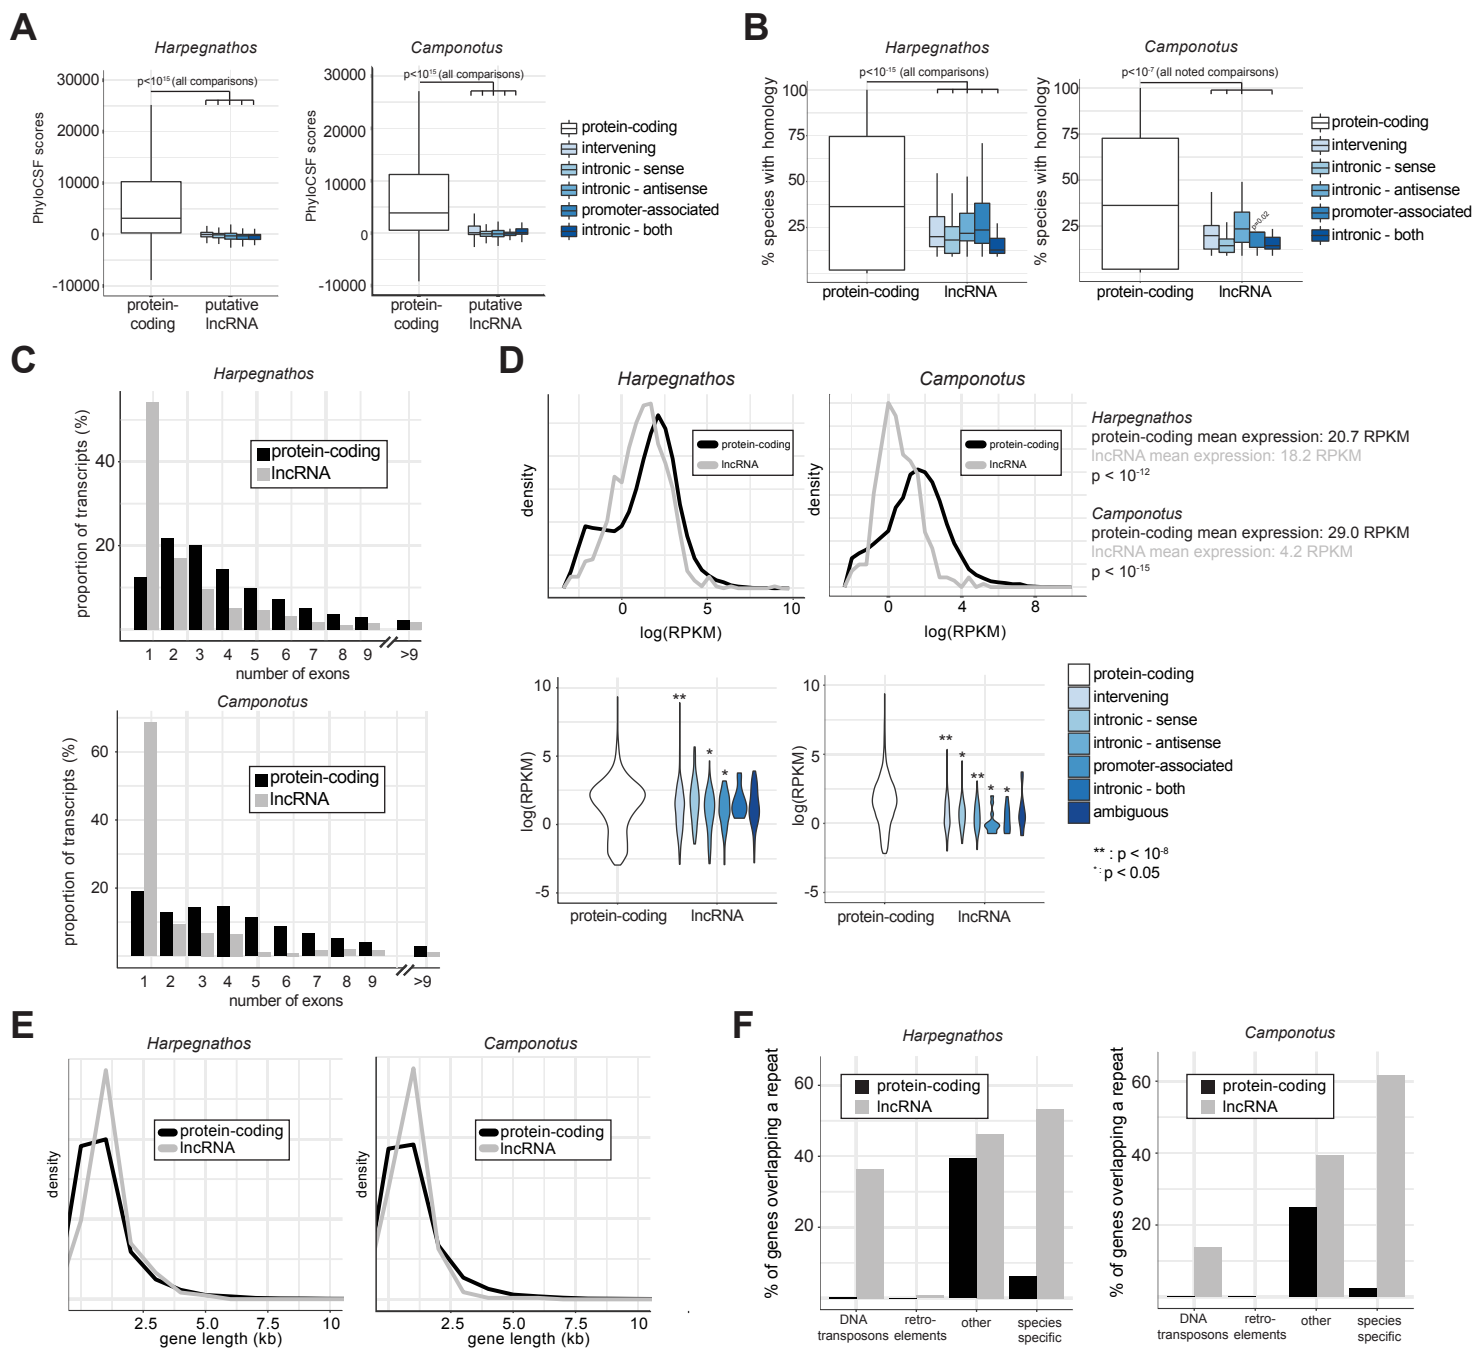 A
Harpegnathos
Camponotus
p<10^15 (all comparisons)
p<10^15 (all comparisons)
PhyloCSF scores
30000
20000
10000
0
-10000
protein-
coding
putative
lncRNA
PhyloCSF scores
30000
20000
10000
0
-10000
protein-
coding
putative
lncRNA
protein-coding
intervening
intronic - sense
intronic - antisense
promoter-associated
intronic - both
B
Harpegnathos
Camponotus
p<10^-15 (all comparisons)
p<10^-7 (all noted compairsons)
% species with homology
100
75
50
25
protein-coding
lncRNA
% species with homology
100
75
50
25
p=0.02
protein-coding
lncRNA
protein-coding
intervening
intronic - sense
intronic - antisense
promoter-associated
intronic - both
C
Harpegnathos
proportion of transcripts (%)
40
20
protein-coding
lncRNA
1 2 3 4 5 6 7 8 9 >9
number of exons
Camponotus
proportion of transcripts (%)
60
40
20
protein-coding
lncRNA
1 2 3 4 5 6 7 8 9 >9
number of exons
D
Harpegnathos
Camponotus
density
protein-coding
lncRNA
0 5 10
log(RPKM)
density
protein-coding
lncRNA
0 4 8
log(RPKM)
Harpegnathos
protein-coding mean expression: 20.7 RPKM
lncRNA mean expression: 18.2 RPKM
p < 10^-12
Camponotus
protein-coding mean expression: 29.0 RPKM
lncRNA mean expression: 4.2 RPKM
p < 10^-15
log(RPKM)
10
5
0
-5
** * *
protein-coding
lncRNA
log(RPKM)
10
5
0
-5
** * ** * *
protein-coding
lncRNA
protein-coding
intervening
intronic - sense
intronic - antisense
promoter-associated
intronic - both
ambiguous
** : p < 10^-8
* : p < 0.05
E
Harpegnathos
Camponotus
density
protein-coding
lncRNA
2.5 5.0 7.5 10
gene length (kb)
density
protein-coding
lncRNA
2.5 5.0 7.5 10
gene length (kb)
F
Harpegnathos
Camponotus
% of genes overlapping a repeat
60
40
20
protein-coding
lncRNA
DNA
transposons
retro-
elements
other
species
specific
% of genes overlapping a repeat
60
40
20
protein-coding
lncRNA
DNA
transposons
retro-
elements
other
species
specific